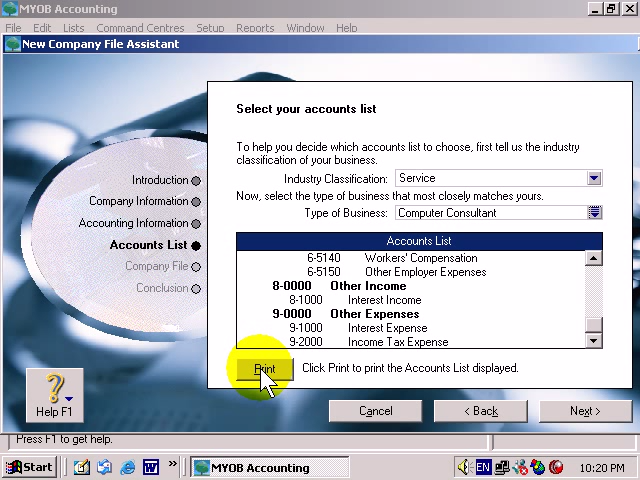 MYOB Accounting
File Edit Lists Command Centres Setup Reports Window Help
New Company File Assistant
Select your accounts list
To help you decide which accounts list to choose, first tell us the industry
classification of your business.
Industry Classification: Service
Now, select the type of business that most closely matches yours.
Type of Business: Computer Consultant
Introduction
Company Information
Accounting Information
Accounts List
Company File
Conclusion
Accounts List
6-5140 Workers' Compensation
6-5150 Other Employer Expenses
8-0000 Other Income
8-1000 Interest Income
9-0000 Other Expenses
9-1000 Interest Expense
9-2000 Income Tax Expense
Print Click Print to print the Accounts List displayed.
Help F1
Cancel < Back Next >
Press F1 to get help.
Start » MYOB Accounting EN 10:20 PM